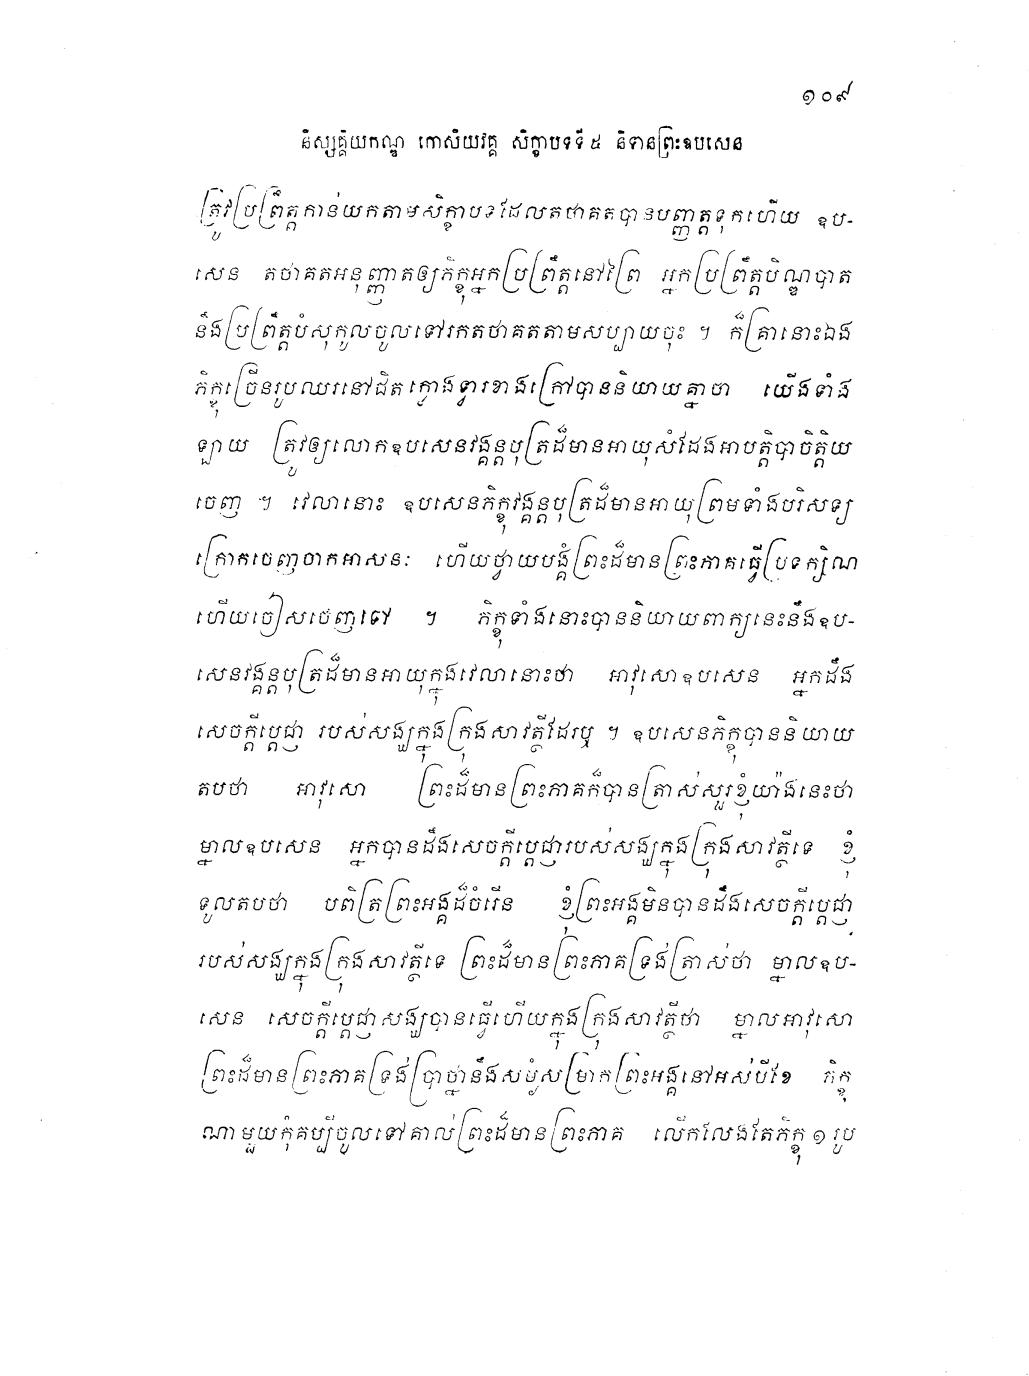 ១០៩
និស្សគ្គិយកណ្ឌ កោសិយវគ្គ សិក្ខាបទទី ៥ និទានព្រះឧបសេន
ត្រូវប្រព្រឹត្តកាន់យកតាមសិក្ខាបទដែលតថាគតបានបញ្ញត្តទុកហើយ ឧប-
សេន តថាគតអនុញ្ញាតឲ្យភិក្ខុអ្នកប្រព្រឹត្តនៅព្រៃ អ្នកប្រព្រឹត្តបិណ្ឌបាត
នឹងប្រព្រឹត្តបំសុកូលចូលទៅរកតថាគតតាមសប្បាយចុះ ។ ក៏គ្រានោះឯង
ភិក្ខុច្រើនរូបឈរនៅជិតក្លោងទ្វារខាងក្រៅបាននិយាយគ្នាថា យើងទាំង
ឡាយ ត្រូវឲ្យលោកឧបសេនវង្គន្តបុត្រដ៏មានអាយុសំដែងអាបត្តិបាចិត្តិយ
ចេញ ។ វេលានោះ ឧបសេនភិក្ខុវង្គន្តបុត្រដ៏មានអាយុព្រមទាំងបរិសទ្យ
ក្រោកចេញចាកអាសនៈ ហើយថ្វាយបង្គំព្រះដ៏មានព្រះភាគធ្វើប្រទក្សិណ
ហើយចៀសចេញទៅ ។ ភិក្ខុទាំងនោះបាននិយាយពាក្យនេះនឹងឧប-
សេនវង្គន្តបុត្រដ៏មានអាយុក្នុងវេលានោះថា អាវុសោឧបសេន អ្នកដឹង
សេចក្តីប្តេជ្ញា របស់សង្ឃក្នុងក្រុងសាវត្ថីដែរឬ ។ ឧបសេនភិក្ខុបាននិយាយ
តបថា អាវុសោ ព្រះដ៏មានព្រះភាគក៏បានត្រាស់សួរខ្ញុំយ៉ាងនេះថា
ម្នាលឧបសេន អ្នកបានដឹងសេចក្តីប្តេជ្ញារបស់សង្ឃក្នុងក្រុងសាវត្ថីទេ ខ្ញុំ
ទូលតបថា បពិត្រព្រះអង្គដ៏ចំរើន ខ្ញុំព្រះអង្គមិនបានដឹងសេចក្តីប្តេជ្ញា
របស់សង្ឃក្នុងក្រុងសាវត្ថីទេ ព្រះដ៏មានព្រះភាគទ្រង់ត្រាស់ថា ម្នាលឧប-
សេន សេចក្តីប្តេជ្ញាសង្ឃបានធ្វើហើយក្នុងក្រុងសាវត្ថីថា ម្នាលអាវុសោ
ព្រះដ៏មានព្រះភាគទ្រង់ប្រាថ្នានឹងសម្ងំសម្រាកព្រះអង្គនៅអស់បីខែ ភិក្ខុ
ណាមួយកុំគប្បីចូលទៅគាល់ព្រះដ៏មានព្រះភាគ លើកលែងតែភិក្ខុ ១ រូប